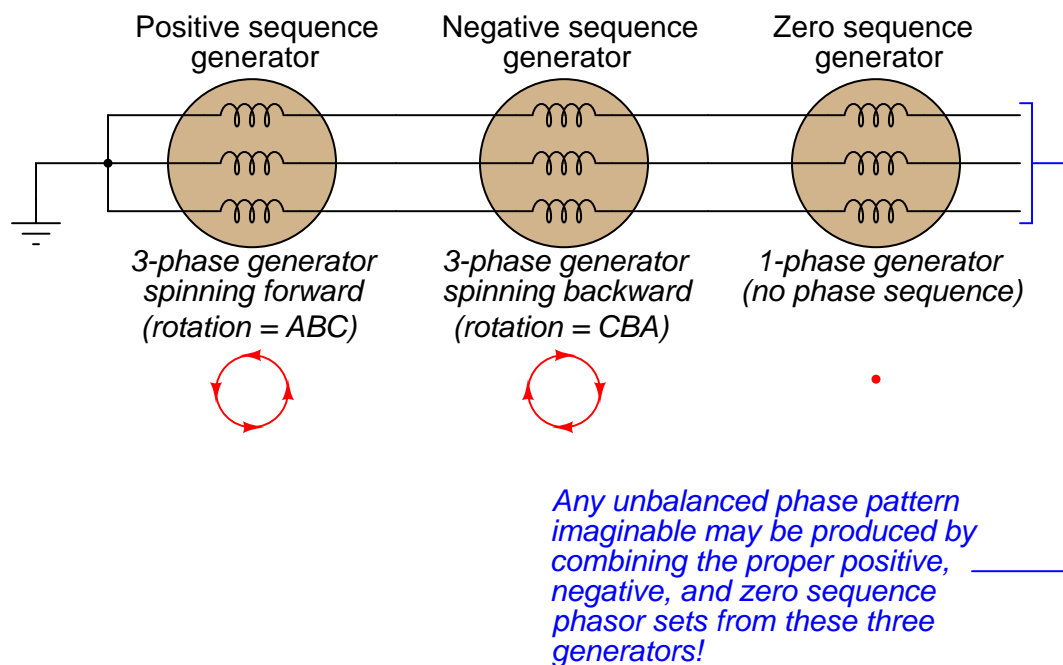 Positive sequence
generator
Negative sequence
generator
Zero sequence
generator
3-phase generator
spinning forward
(rotation = ABC)
3-phase generator
spinning backward
(rotation = CBA)
1-phase generator
(no phase sequence)
Any unbalanced phase pattern
imaginable may be produced by
combining the proper positive,
negative, and zero sequence
phasor sets from these three
generators!